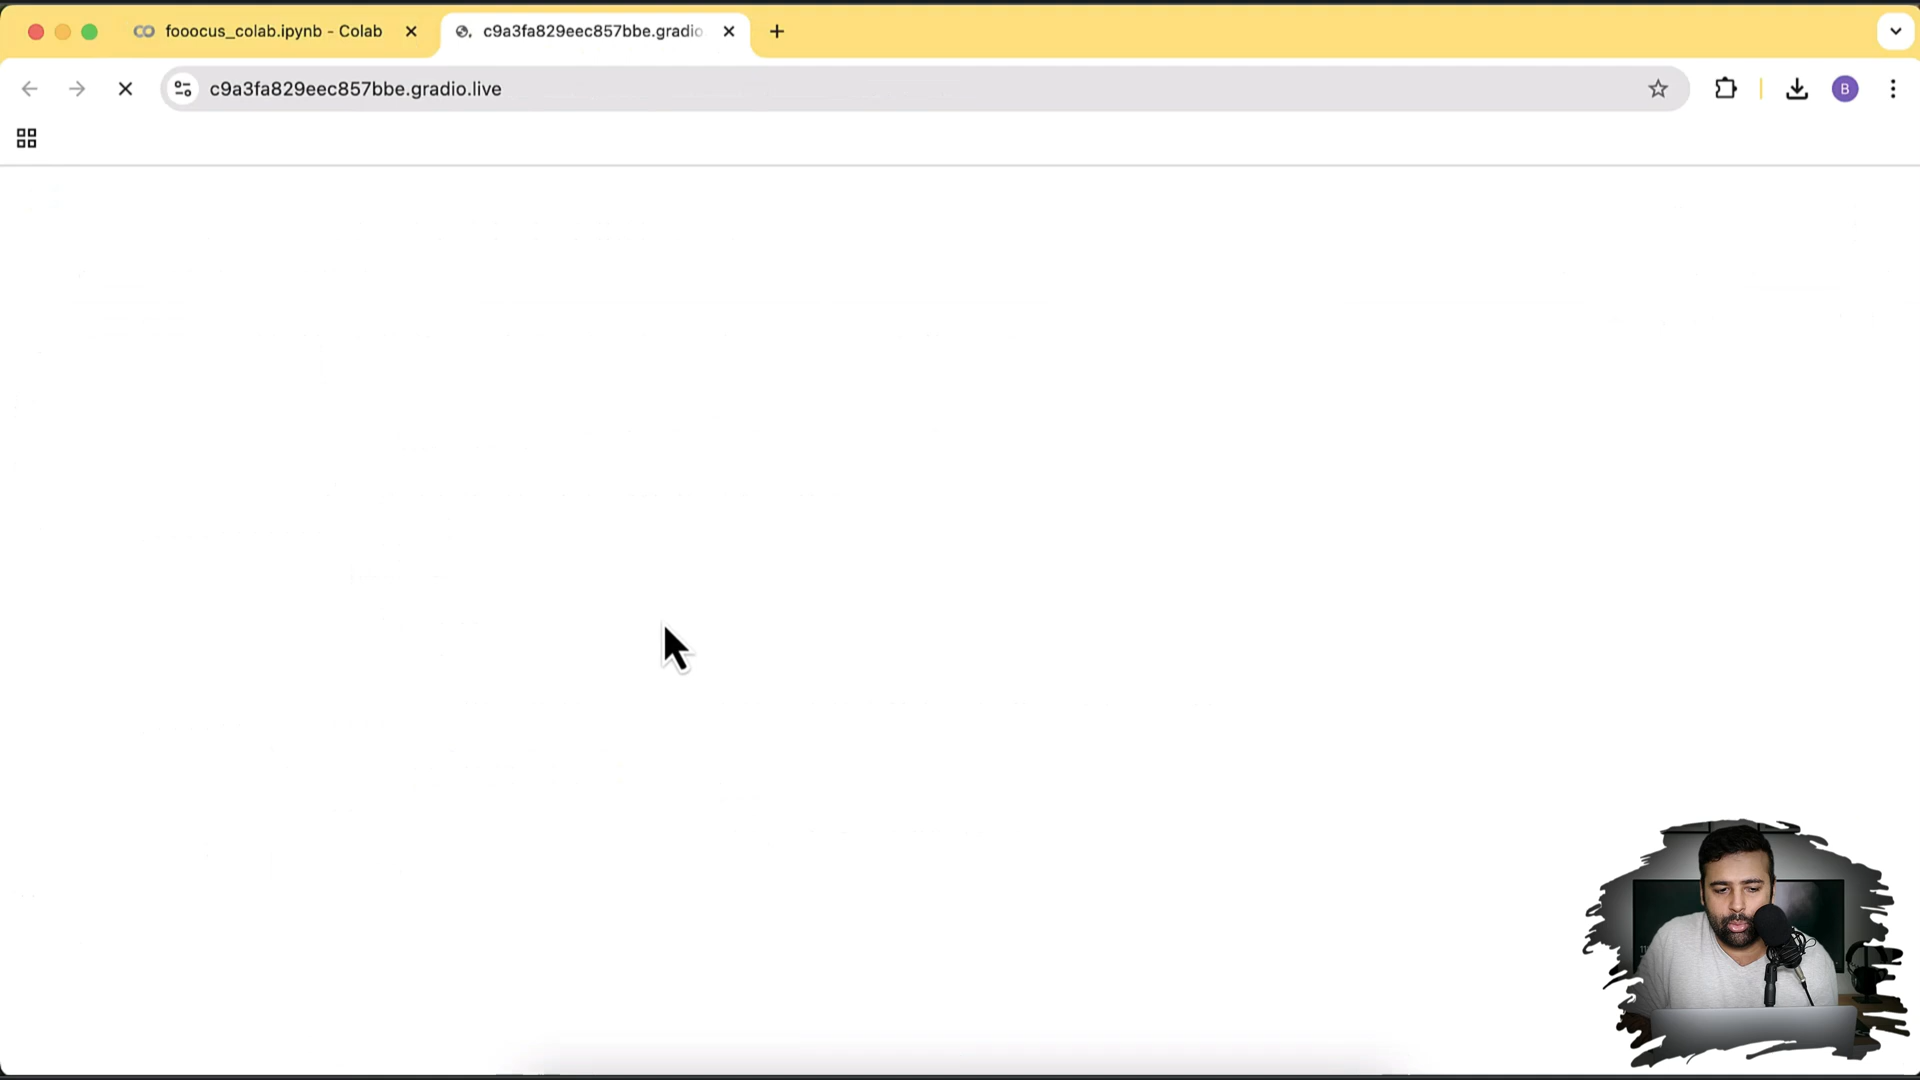 fooocus_colab.ipynb - Colab
c9a3fa829eec857bbe.gradio
c9a3fa829eec857bbe.gradio.live
B